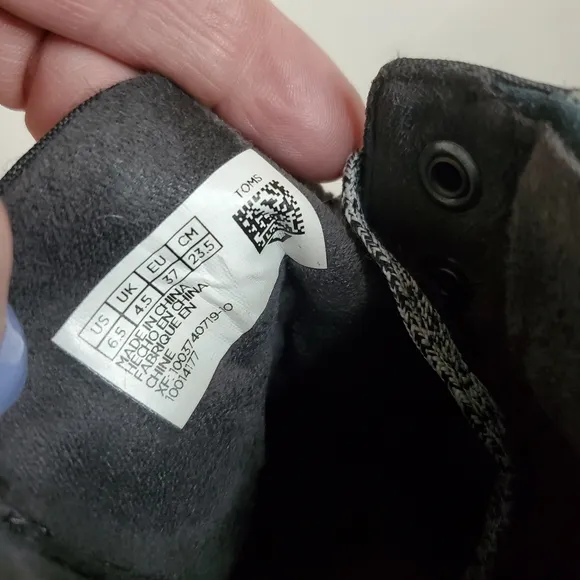 TOMS
US UK EU CM
6.5 4.5 37 23.5
MADE IN CHINA
HECHO EN CHINA
FABRIQUE EN
CHINE
XF: 1003740719-0
10014177